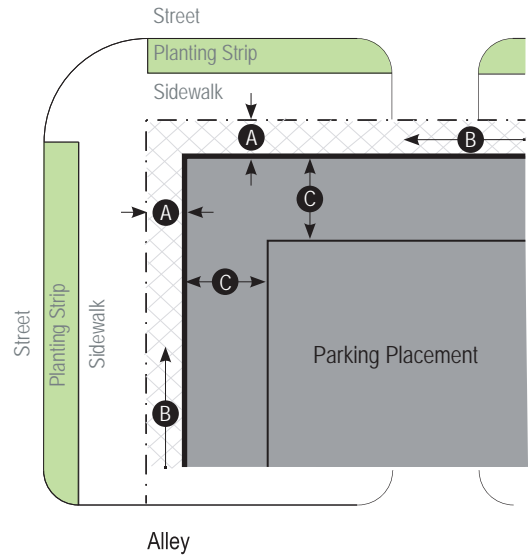 Street
Planting Strip
Sidewalk
A
B
A
C
C
Street
Planting Strip
Sidewalk
Parking Placement
B
Alley